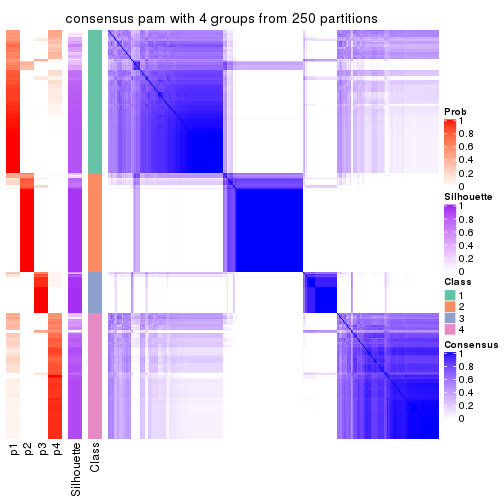 consensus pam with 4 groups from 250 partitions
Prob
1
0.8
0.6
0.4
0.2
0
Silhouette
1
0.8
0.6
0.4
0.2
0
Class
1
2
3
4
Consensus
1
0.8
0.6
0.4
0.2
0
p1
p2
p3
p4
Silhouette
Class